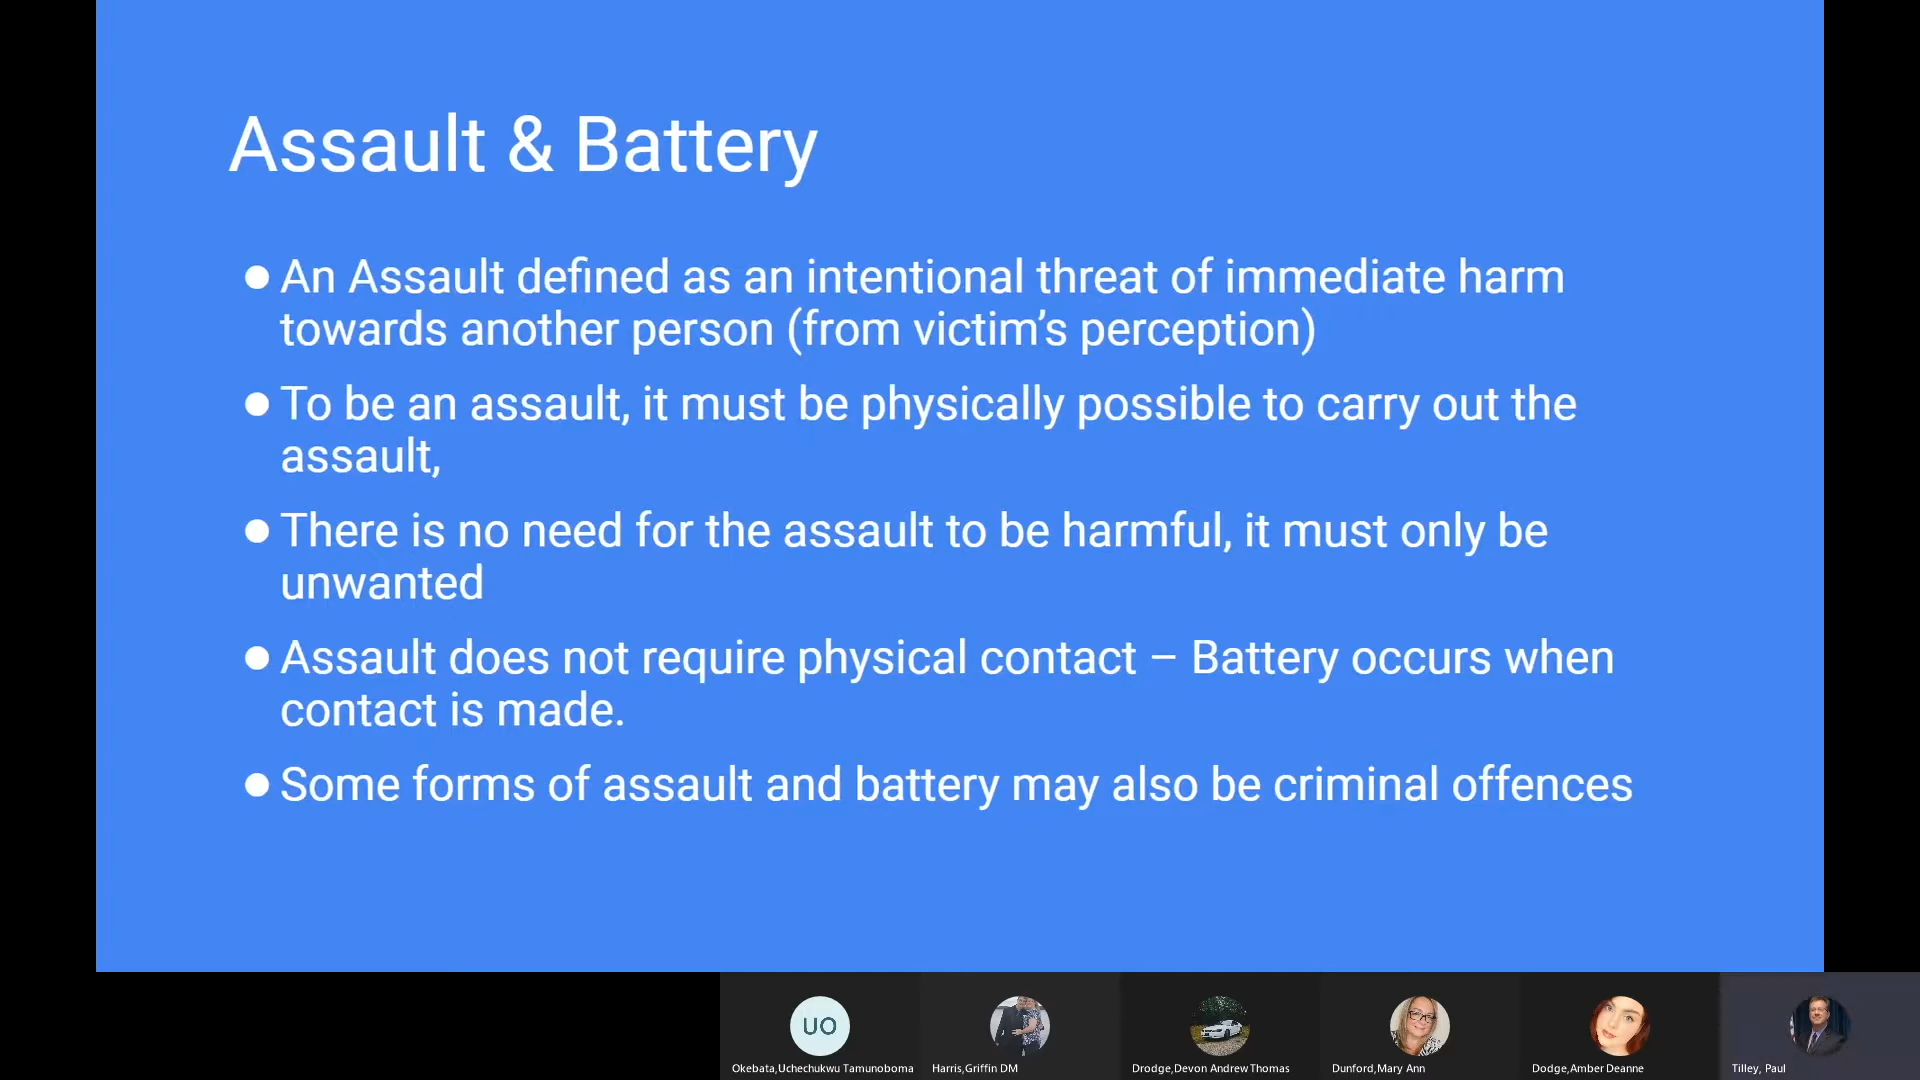 Assault & Battery
● An Assault defined as an intentional threat of immediate harm
towards another person (from victim’s perception)
● To be an assault, it must be physically possible to carry out the
assault,
● There is no need for the assault to be harmful, it must only be
unwanted
● Assault does not require physical contact – Battery occurs when
contact is made.
● Some forms of assault and battery may also be criminal offences
UO
Okebata,Uchechukwu Tamunoboma
Harris,Griffin DM
Drodge,Devon Andrew Thomas
Dunford,Mary Ann
Dodge,Amber Deanne
Tilley, Paul